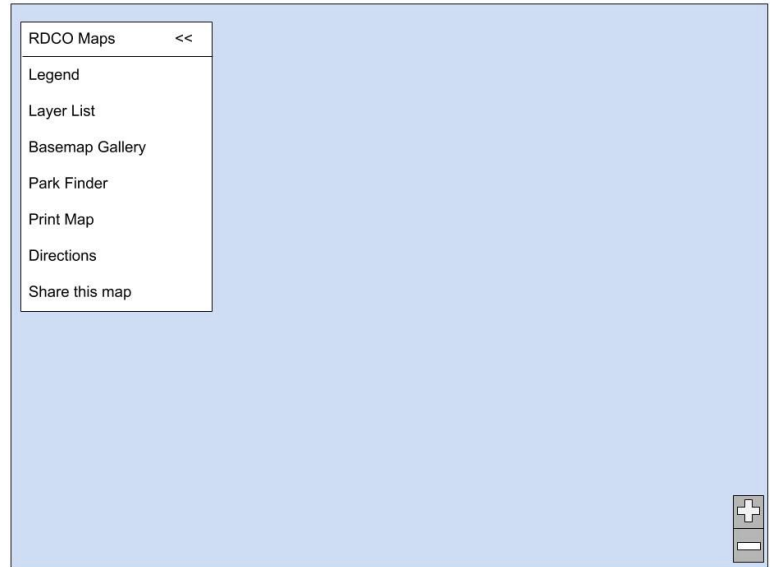 RDCO Maps <<
Legend
Layer List
Basemap Gallery
Park Finder
Print Map
Directions
Share this map